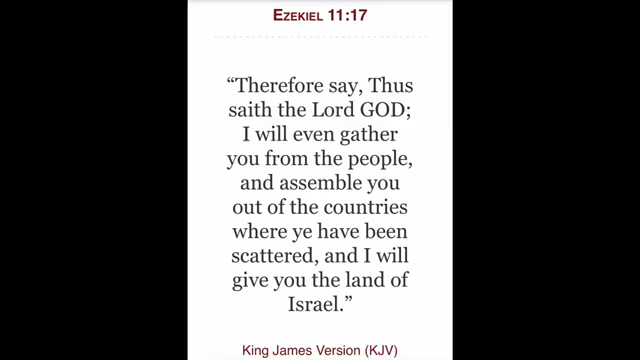 EZEKIEL 11:17
“Therefore say, Thus
saith the Lord GOD;
I will even gather
you from the people,
and assemble you
out of the countries
where ye have been
scattered, and I will
give you the land of
Israel.”
King James Version (KJV)